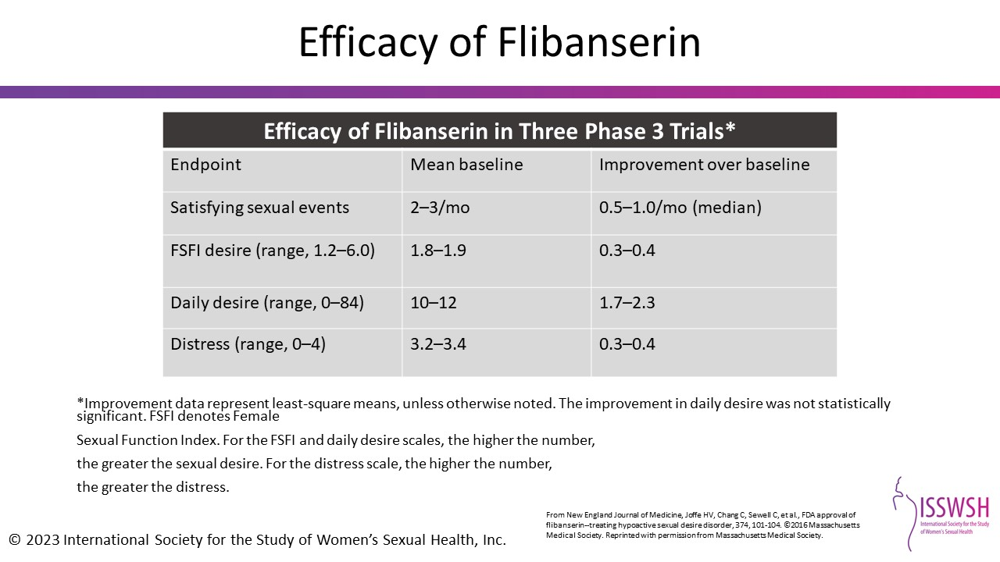 Efficacy of Flibanserin
Efficacy of Flibanserin in Three Phase 3 Trials*
Endpoint Mean baseline Improvement over baseline
Satisfying sexual events 2–3/mo 0.5–1.0/mo (median)
FSFI desire (range, 1.2–6.0) 1.8–1.9 0.3–0.4
Daily desire (range, 0–84) 10–12 1.7–2.3
Distress (range, 0–4) 3.2–3.4 0.3–0.4
*Improvement data represent least-square means, unless otherwise noted. The improvement in daily desire was not statistically
significant. FSFI denotes Female
Sexual Function Index. For the FSFI and daily desire scales, the higher the number,
the greater the sexual desire. For the distress scale, the higher the number,
the greater the distress.
ISSWSH
International Society for the Study
of Women's Sexual Health
From New England Journal of Medicine, Joffe HV, Chang C, Sewell C, et al., FDA approval of
flibanserin--treating hypoactive sexual desire disorder, 374, 101-104. ©2016 Massachusetts
Medical Society. Reprinted with permission from Massachusetts Medical Society.
© 2023 International Society for the Study of Women’s Sexual Health, Inc.